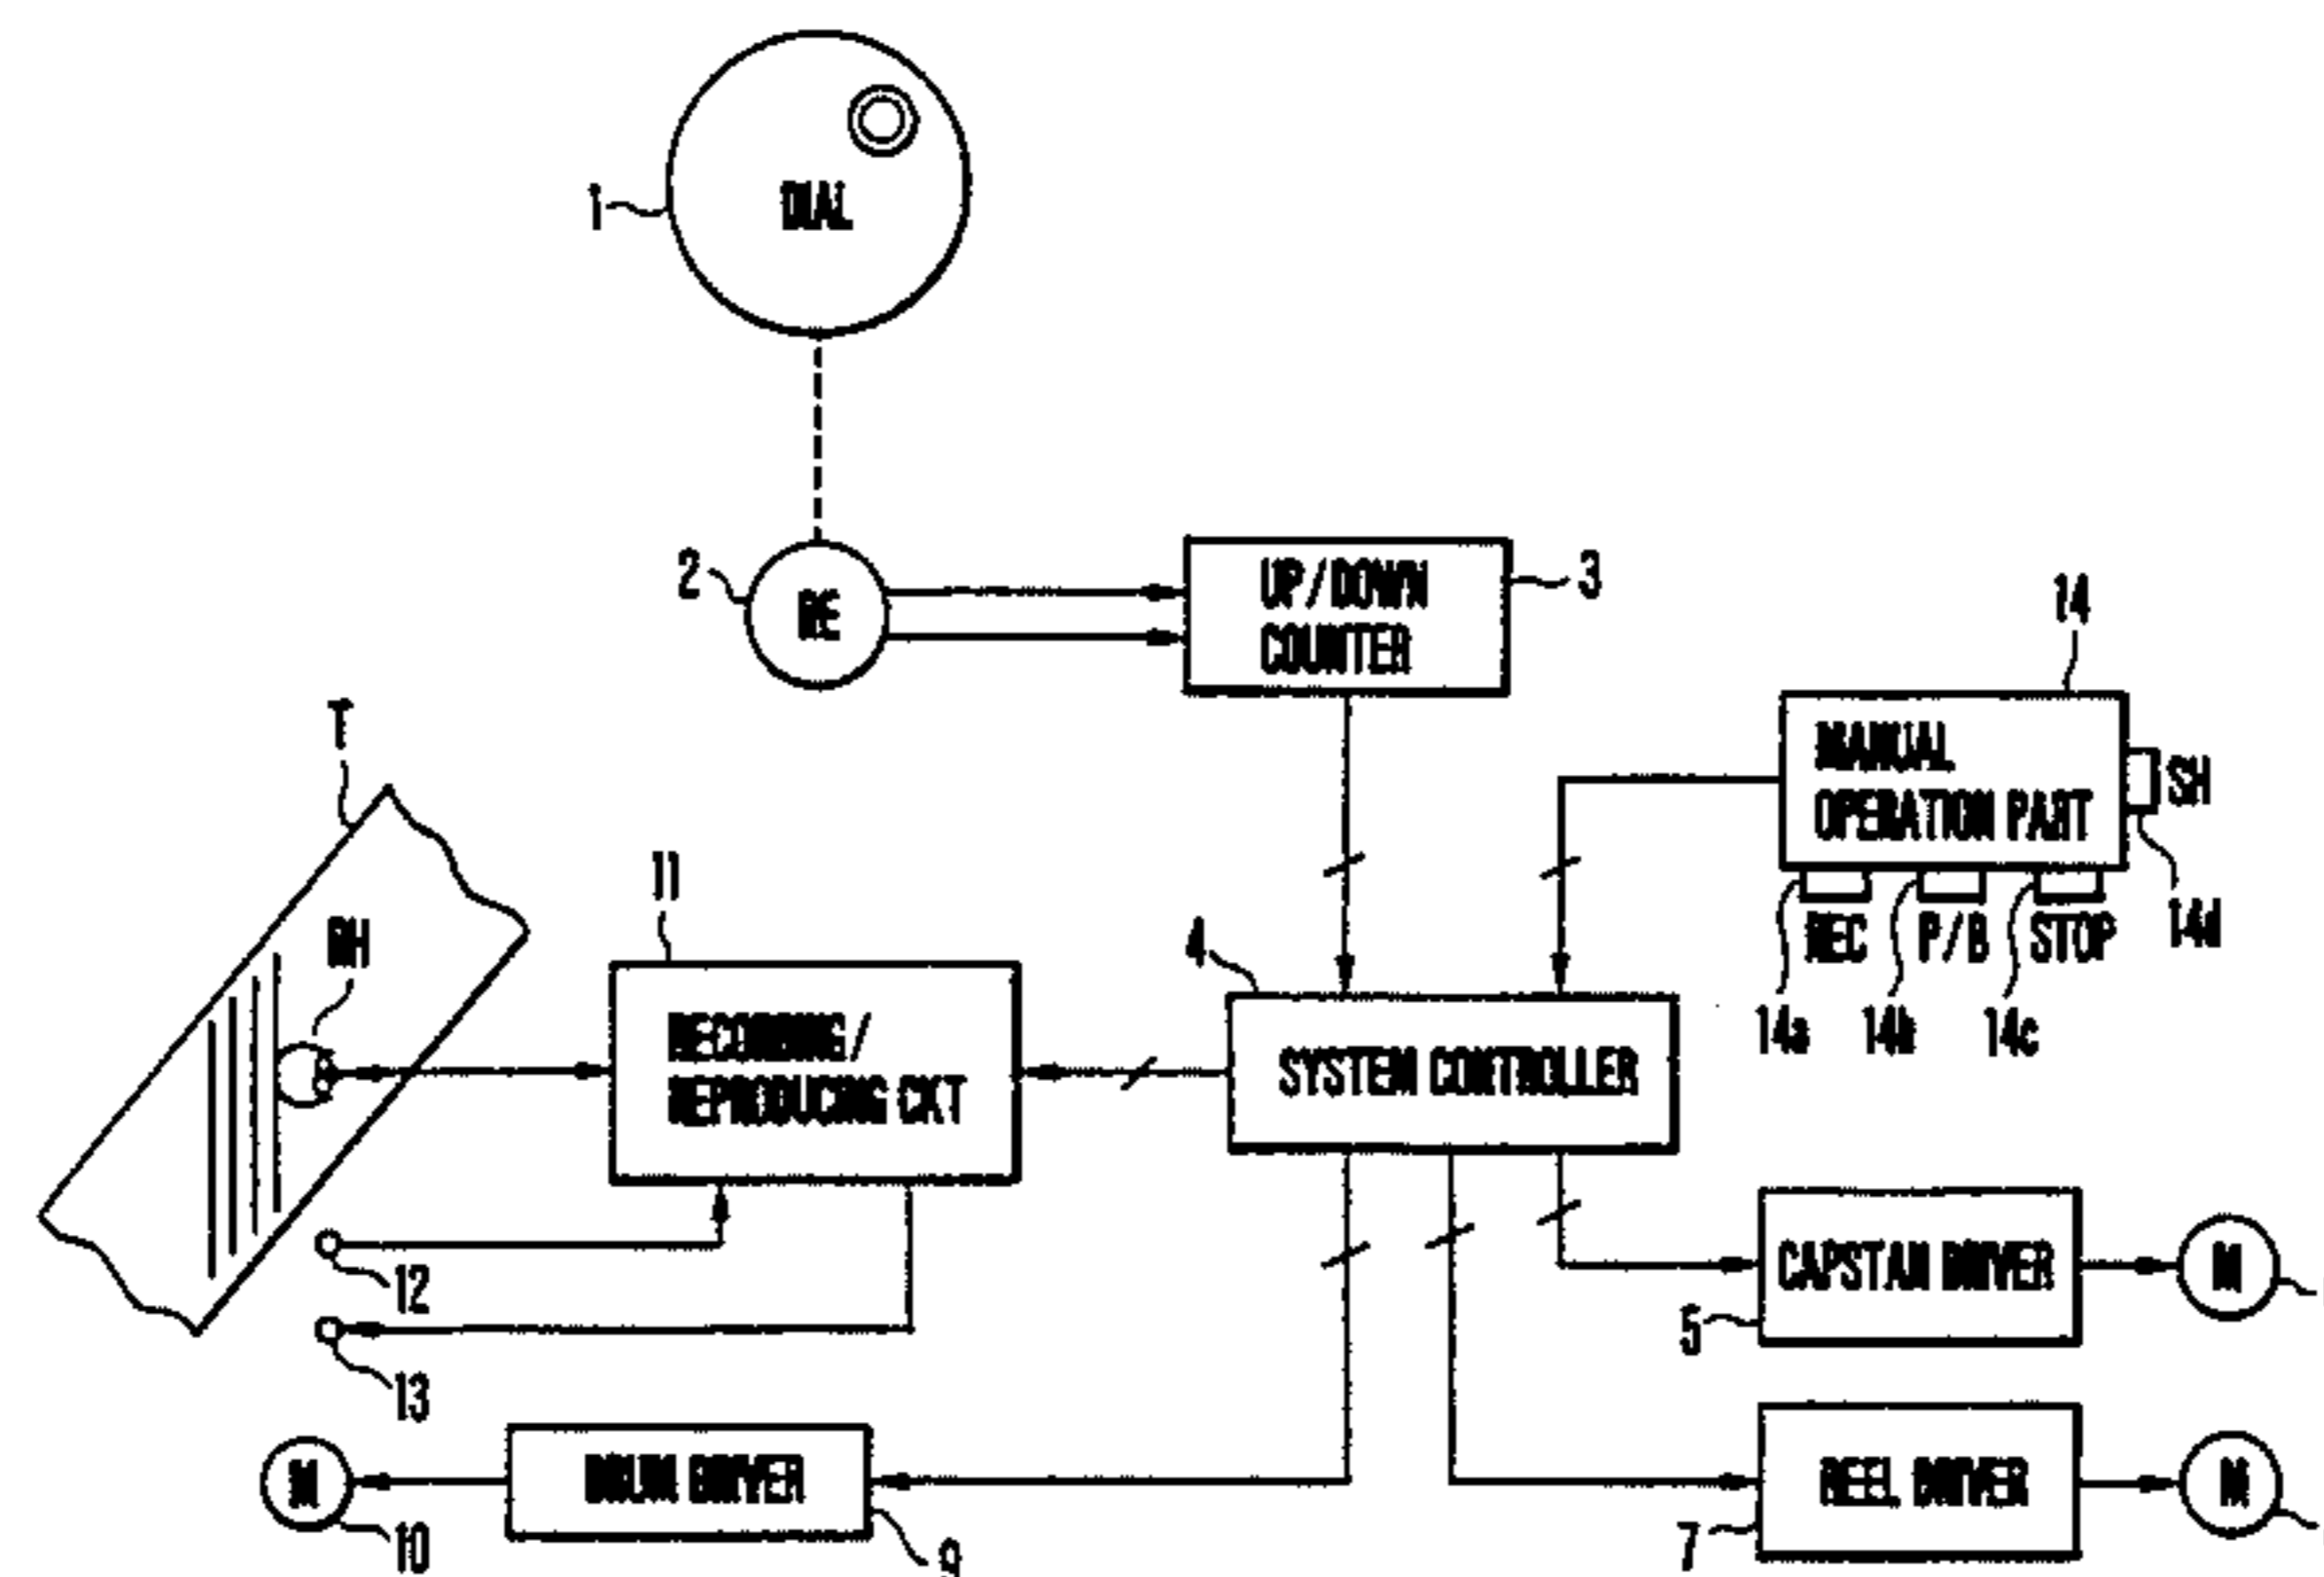 1
DIAL
2
RE
UP/DOWN
COUNTER
3
14
MANUAL
OPERATION PART
SH
14d
REC
P/B
STOP
14a
14b
14c
T
RH
11
RECORDING/
REPRODUCING CKT
4
SYSTEM CONTROLLER
12
13
CAPSTAN DRIVER
5
M
M
10
DRUM DRIVER
9
REEL DRIVER
7
M